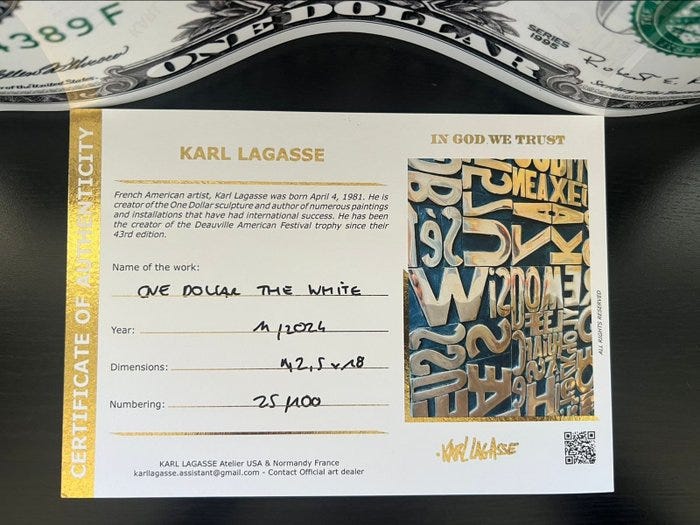 4389 F
ONE DOLLAR
SERIES
1995
CERTIFICATE OF AUTHENTICITY
KARL LAGASSE
IN GOD WE TRUST
French American artist, Karl Lagasse was born April 4, 1981. He is
creator of the One Dollar sculpture and author of numerous paintings
and installations that have had international success. He has been
the creator of the Deauville American Festival trophy since their
43rd edition.
Name of the work:
ONE DOLLAR THE WHITE
Year: 11/2024
Dimensions: 42,5 x 18
Numbering: 25/100
ALL RIGHTS RESERVED
KARL LAGASSE
KARL LAGASSE Atelier USA & Normandy France
karllagasse.assistant@gmail.com - Contact Official art dealer